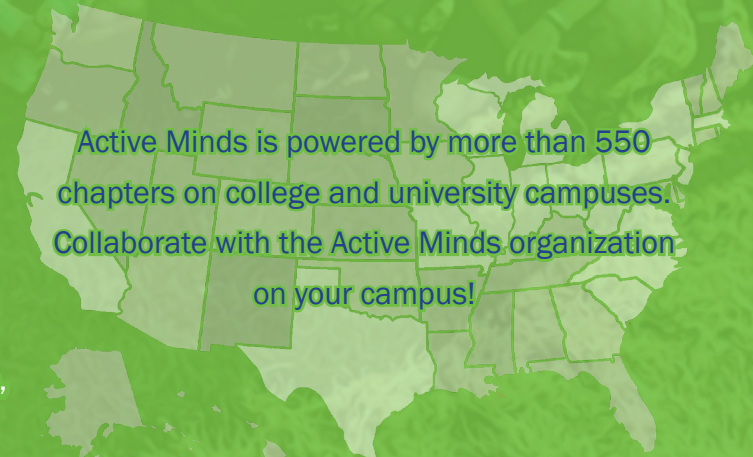 Active Minds is powered by more than 550
chapters on college and university campuses.
Collaborate with the Active Minds organization
on your campus!
,